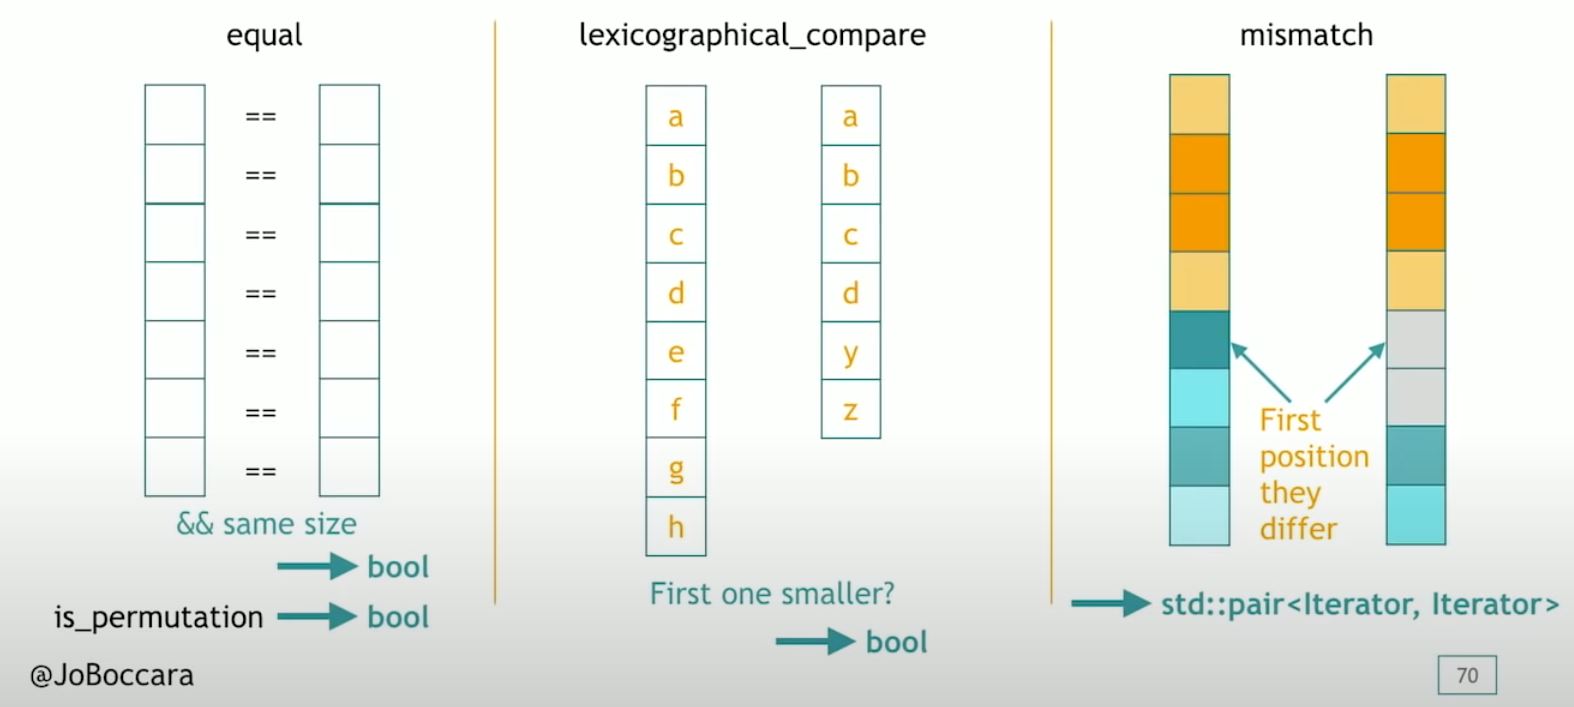 equal
==
==
==
==
==
==
==
&& same size
bool
is_permutation
bool
@JoBoccara
lexicographical_compare
a a
b b
c c
d d
e y
f z
g
h
First one smaller?
bool
mismatch
First
position
they
differ
std::pair<Iterator, Iterator>
70